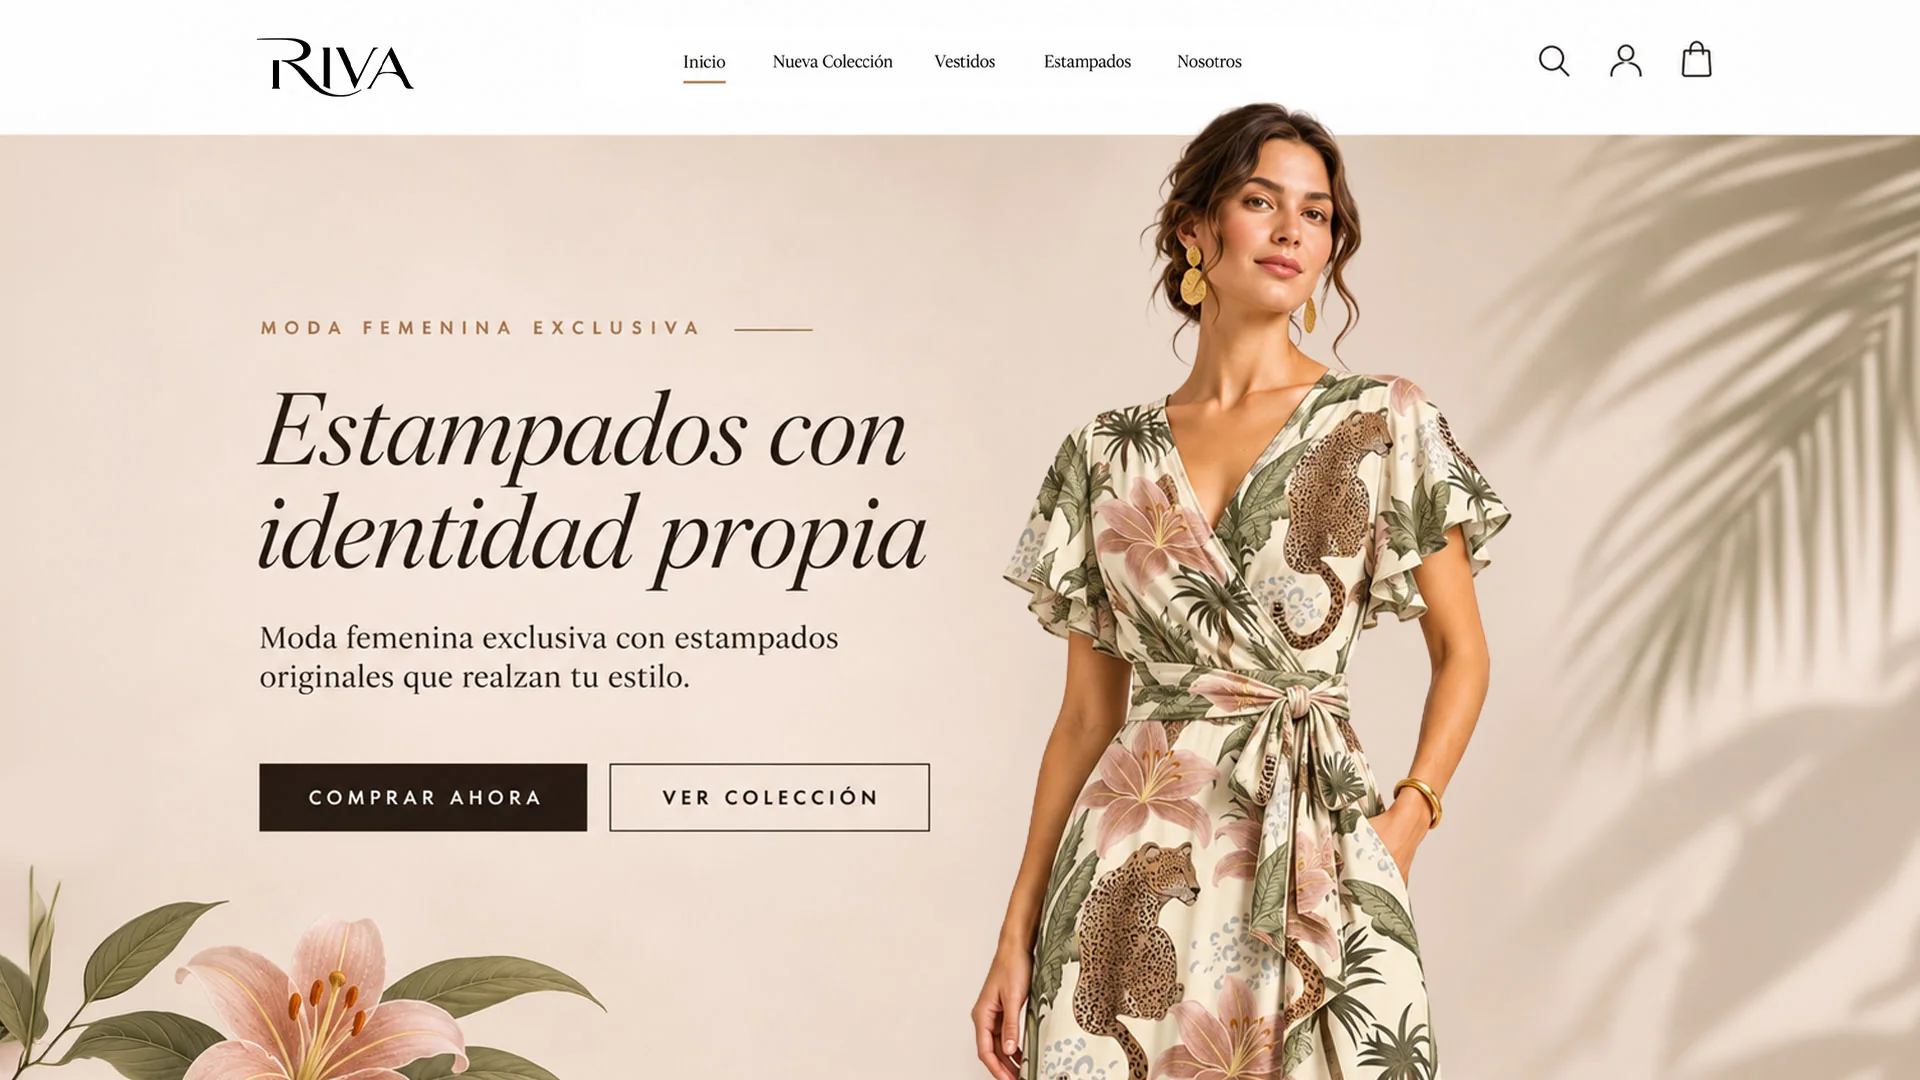 RIVA
Inicio
Nueva Colección
Vestidos
Estampados
Nosotros
MODA FEMENINA EXCLUSIVA
Estampados con
identidad propia
Moda femenina exclusiva con estampados
originales que realzan tu estilo.
COMPRAR AHORA
VER COLECCIÓN